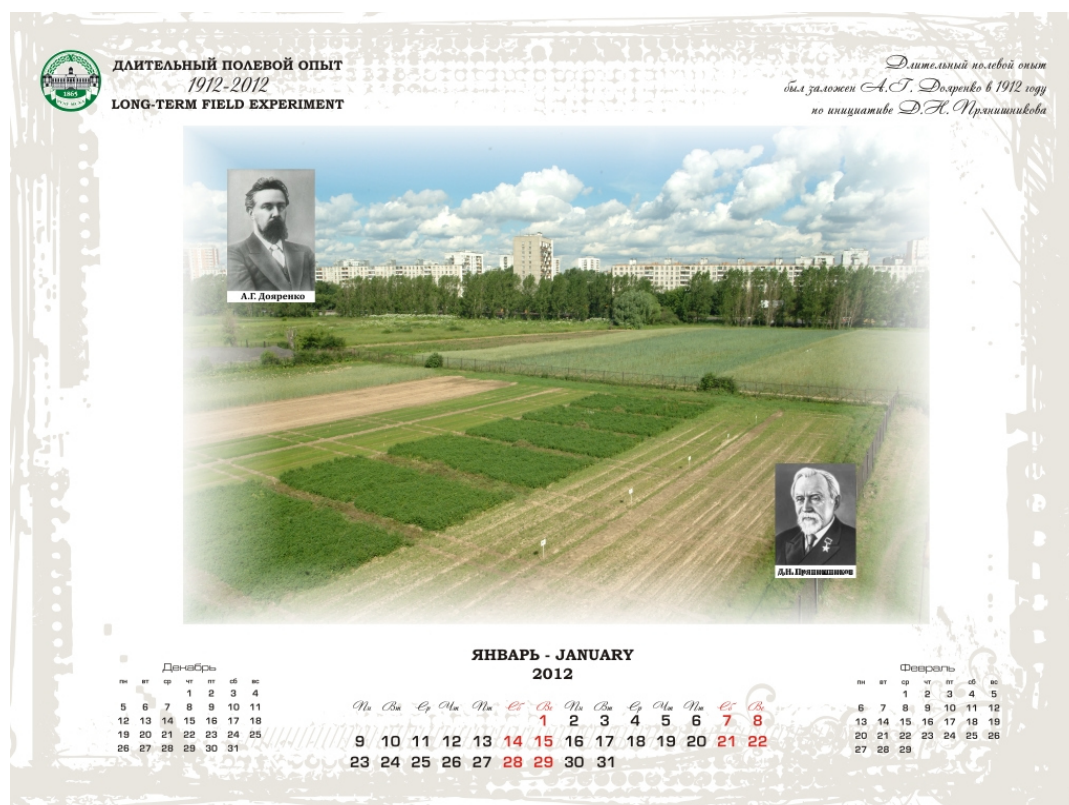 ДЛИТЕЛЬНЫЙ ПОЛЕВОЙ ОПЫТ
1912-2012
LONG-TERM FIELD EXPERIMENT
1865
Длительный полевой опыт
был заложен А.Г. Дояренко в 1912 году
по инициативе Д.Н. Прянишникова
А.Г. Дояренко
Д.Н. Прянишников
ЯНВАРЬ - JANUARY
2012
Пн Вт Ср Чт Пт Сб Вс Пн Вт Ср Чт Пт Сб Вс
1 2 3 4 5 6 7 8
9 10 11 12 13 14 15 16 17 18 19 20 21 22
23 24 25 26 27 28 29 30 31
Декабрь
пн вт ср чт пт сб вс
1 2 3 4
5 6 7 8 9 10 11
12 13 14 15 16 17 18
19 20 21 22 23 24 25
26 27 28 29 30 31
Февраль
пн вт ср чт пт сб вс
1 2 3 4 5
6 7 8 9 10 11 12
13 14 15 16 17 18 19
20 21 22 23 24 25 26
27 28 29